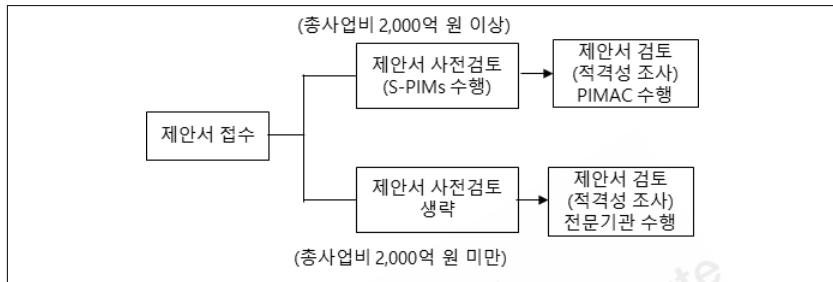 (총사업비 2,000억 원 이상)
제안서 접수
제안서 사전검토
(S-PIMs 수행)
제안서 검토
(적격성 조사)
PIMAC 수행
제안서 사전검토
생략
제안서 검토
(적격성 조사)
전문기관 수행
(총사업비 2,000억 원 미만)